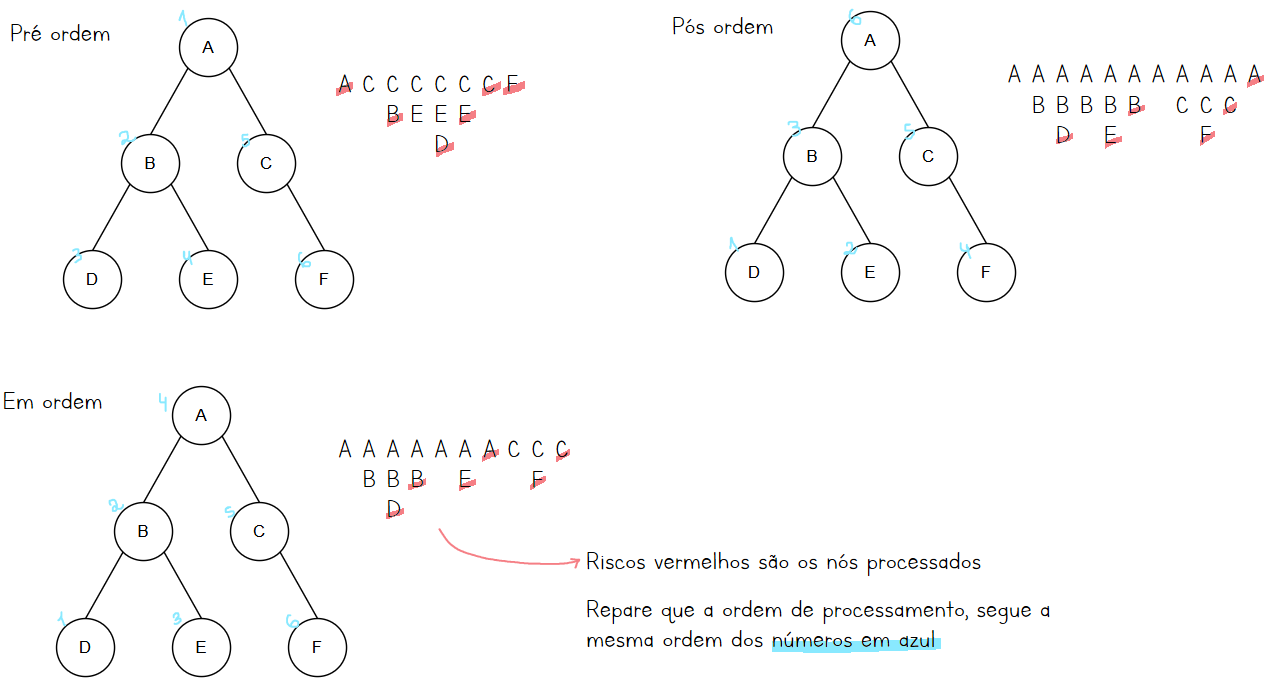 Pré ordem
1
A
2
B
5
C
3
D
4
E
6
F
A C C C C C C F
B E E E
D
Pós ordem
6
A
3
B
5
C
1
D
2
E
4
F
A A A A A A A A A A A
B B B B B C C C
D E F
Em ordem
4
A
2
B
5
C
1
D
3
E
6
F
A A A A A A A C C C
B B B E F
D
Riscos vermelhos são os nós processados
Repare que a ordem de processamento, segue a
mesma ordem dos números em azul